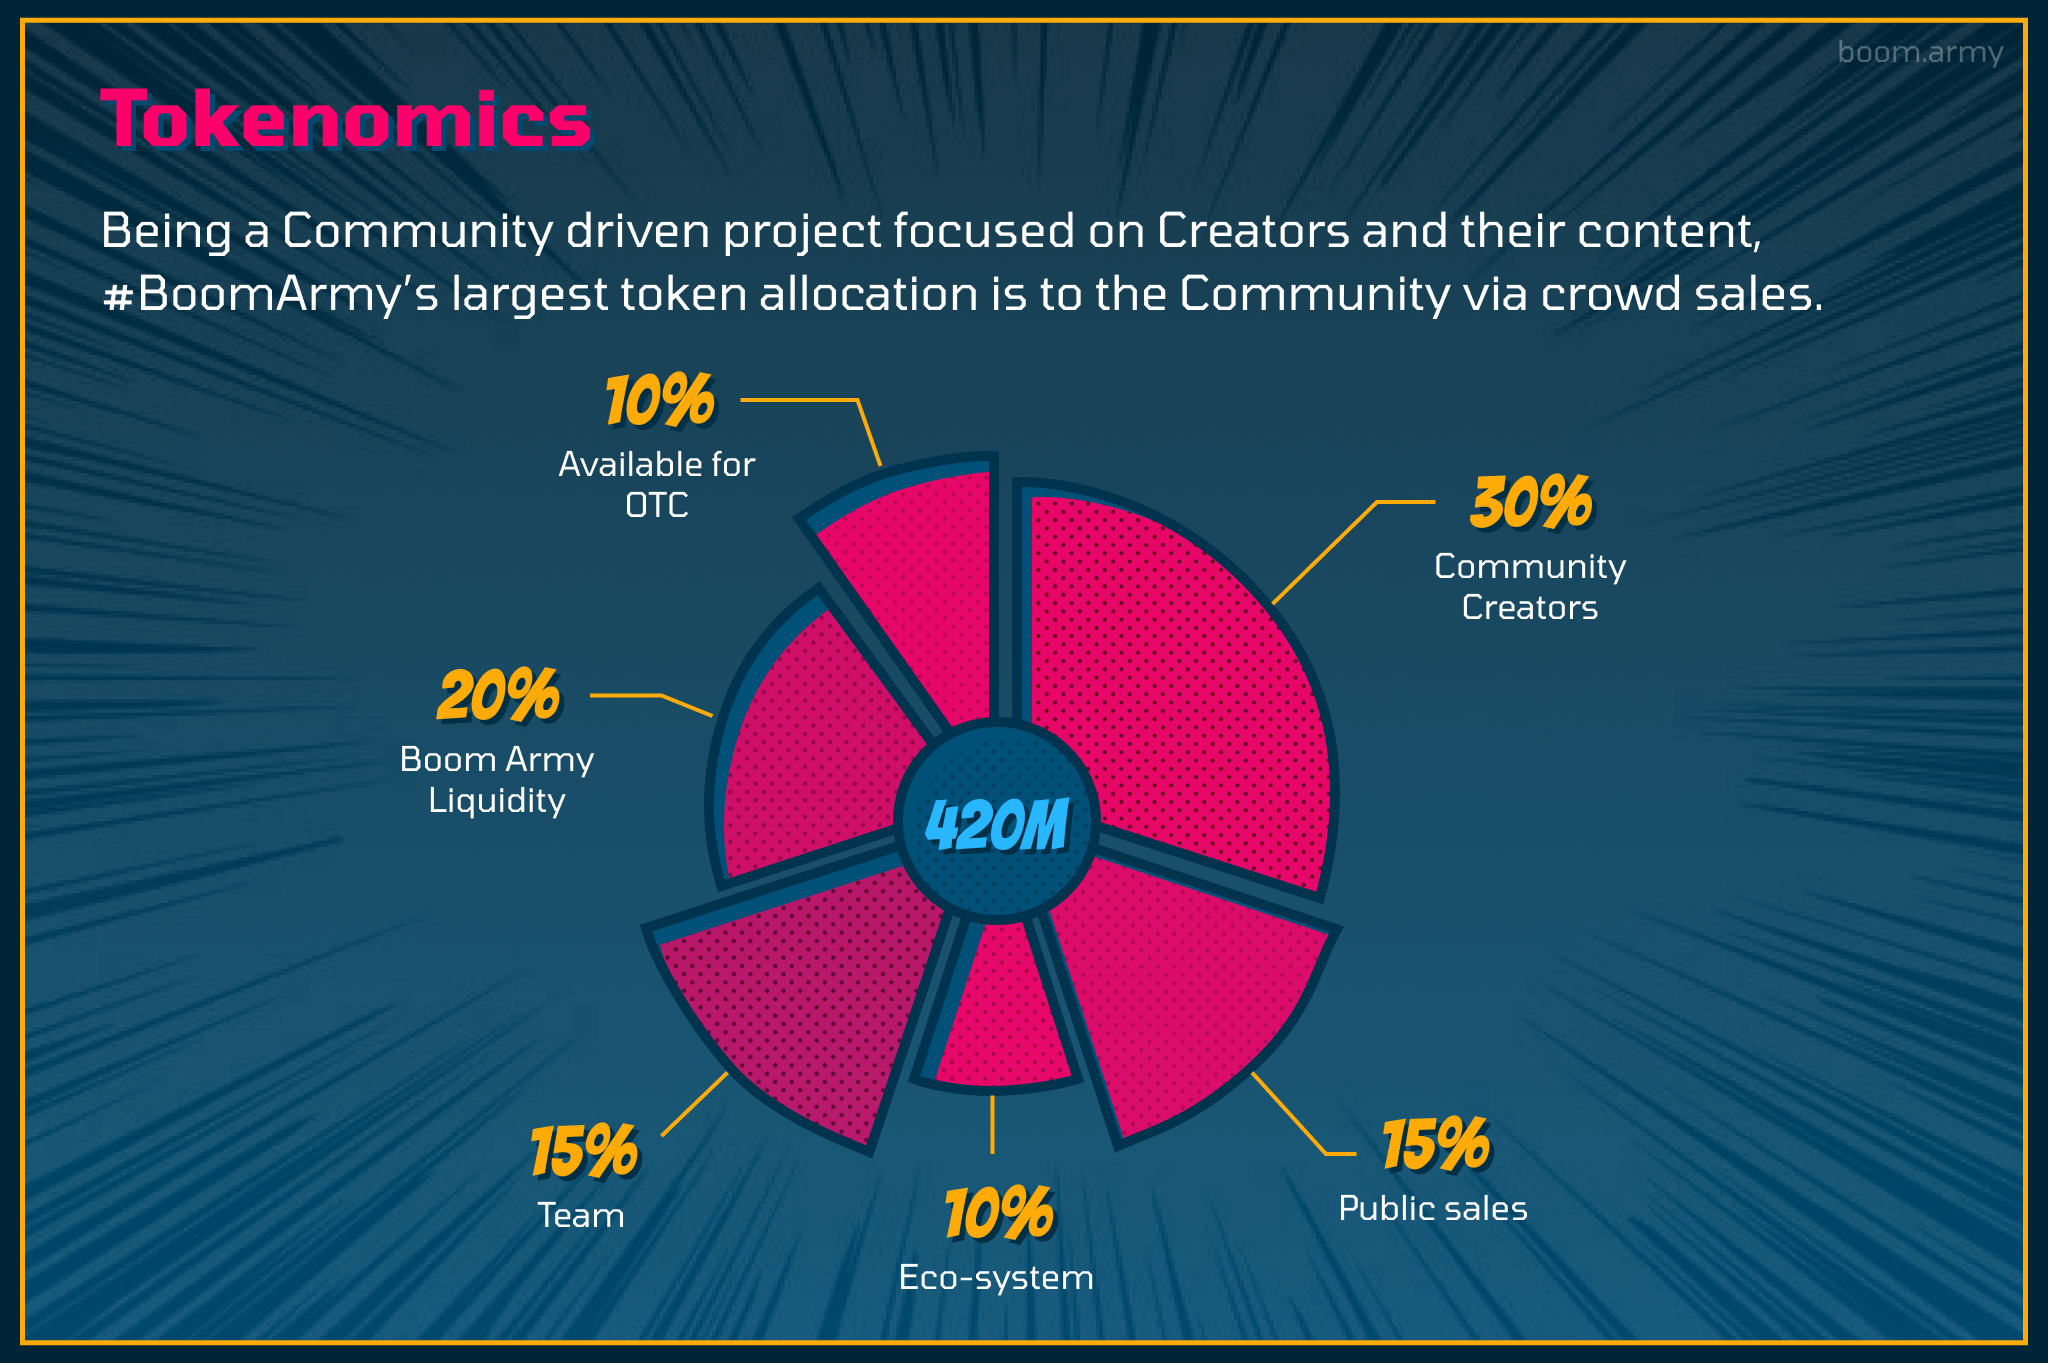 boom.army
Tokenomics
Being a Community driven project focused on Creators and their content,
#BoomArmy's largest token allocation is to the Community via crowd sales.
10%
Available for
OTC
30%
Community
Creators
20%
Boom Army
Liquidity
420M
15%
Team
10%
Eco-system
15%
Public sales